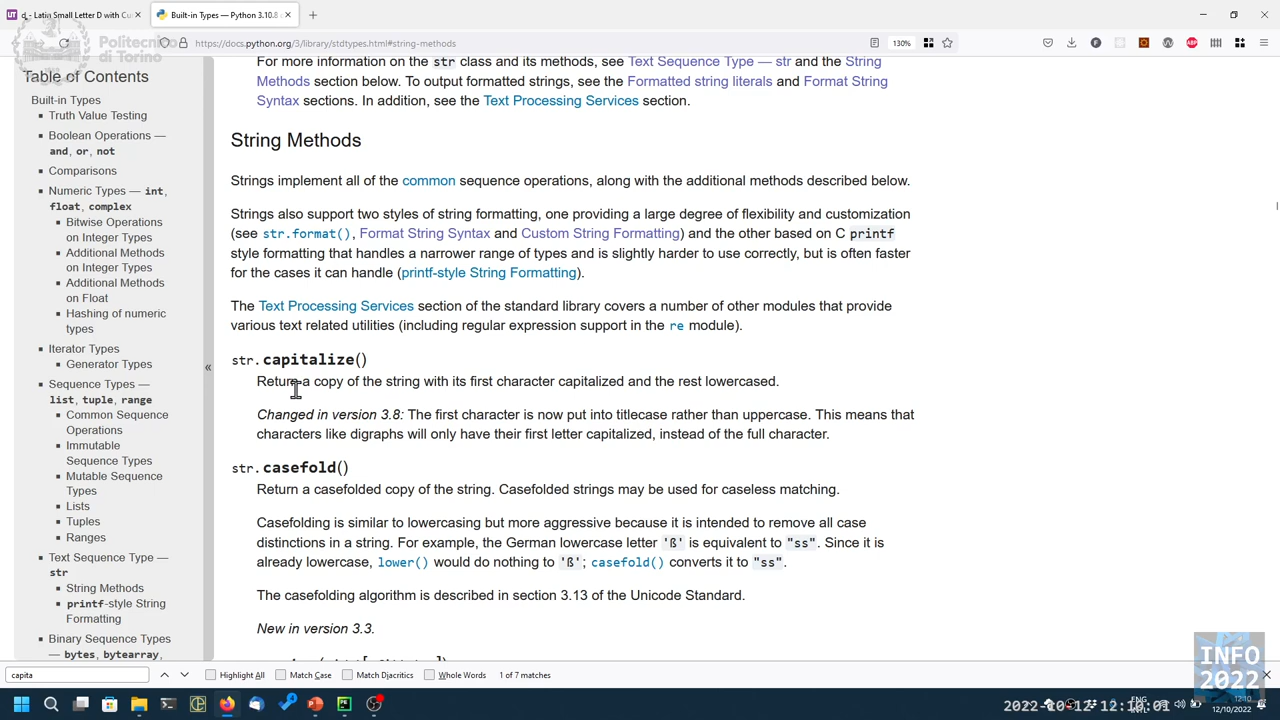 d, - Latin Small Letter D with Cu
Built-in Types — Python 3.10.8
Politecnico
di Torino
https://docs.python.org/3/library/stdtypes.html#string-methods
130%
Table of Contents
Built-in Types
Truth Value Testing
Boolean Operations —
and, or, not
Comparisons
Numeric Types — int,
float, complex
Bitwise Operations
on Integer Types
Additional Methods
on Integer Types
Additional Methods
on Float
Hashing of numeric
types
Iterator Types
Generator Types
Sequence Types —
list, tuple, range
Common Sequence
Operations
Immutable
Sequence Types
Mutable Sequence
Types
Lists
Tuples
Ranges
Text Sequence Type —
str
String Methods
printf-style String
Formatting
Binary Sequence Types
— bytes, bytearray,
«
For more information on the str class and its methods, see Text Sequence Type — str and the String
Methods section below. To output formatted strings, see the Formatted string literals and Format String
Syntax sections. In addition, see the Text Processing Services section.
String Methods
Strings implement all of the common sequence operations, along with the additional methods described below.
Strings also support two styles of string formatting, one providing a large degree of flexibility and customization
(see str.format(), Format String Syntax and Custom String Formatting) and the other based on C printf
style formatting that handles a narrower range of types and is slightly harder to use correctly, but is often faster
for the cases it can handle (printf-style String Formatting).
The Text Processing Services section of the standard library covers a number of other modules that provide
various text related utilities (including regular expression support in the re module).
str.capitalize()
Return a copy of the string with its first character capitalized and the rest lowercased.
Changed in version 3.8: The first character is now put into titlecase rather than uppercase. This means that
characters like digraphs will only have their first letter capitalized, instead of the full character.
str.casefold()
Return a casefolded copy of the string. Casefolded strings may be used for caseless matching.
Casefolding is similar to lowercasing but more aggressive because it is intended to remove all case
distinctions in a string. For example, the German lowercase letter 'ß' is equivalent to "ss". Since it is
already lowercase, lower() would do nothing to 'ß'; casefold() converts it to "ss".
The casefolding algorithm is described in section 3.13 of the Unicode Standard.
New in version 3.3.
INFO
2022
capita
Highlight All
Match Case
Match Diacritics
Whole Words
1 of 7 matches
ENG
12:10
12/10/2022
2022-10-12 12:10:01